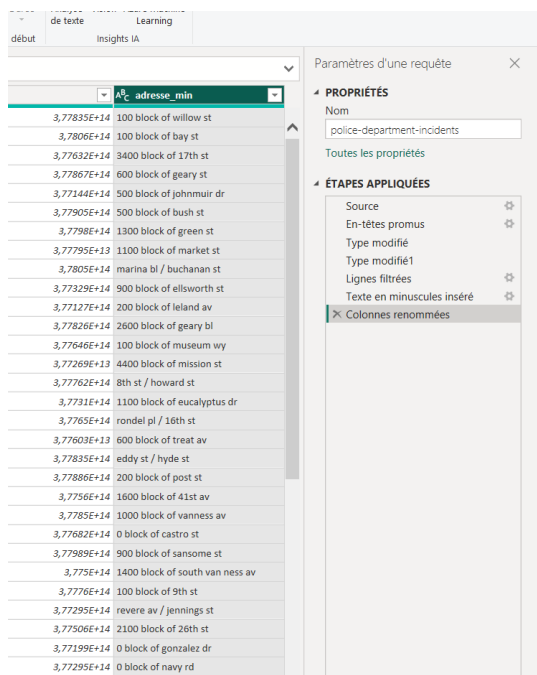 de texte
Learning
début
Insights IA
Paramètres d'une requête
PROPRIÉTÉS
Nom
police-department-incidents
Toutes les propriétés
ÉTAPES APPLIQUÉES
Source
En-têtes promus
Type modifié
Type modifié1
Lignes filtrées
Texte en minuscules inséré
Colonnes renommées
ABC adresse_min
3,77835E+14 100 block of willow st
3,7806E+14 100 block of bay st
3,77632E+14 3400 block of 17th st
3,77867E+14 600 block of geary st
3,77144E+14 500 block of johnmuir dr
3,77905E+14 500 block of bush st
3,7798E+14 1300 block of green st
3,77795E+13 1100 block of market st
3,7805E+14 marina bl / buchanan st
3,77329E+14 900 block of ellsworth st
3,77127E+14 200 block of leland av
3,77826E+14 2600 block of geary bl
3,77646E+14 100 block of museum wy
3,77269E+13 4400 block of mission st
3,77762E+14 8th st / howard st
3,7731E+14 1100 block of eucalyptus dr
3,7765E+14 rondel pl / 16th st
3,77603E+13 600 block of treat av
3,77835E+14 eddy st / hyde st
3,77886E+14 200 block of post st
3,7756E+14 1600 block of 41st av
3,7785E+14 1000 block of vanness av
3,77682E+14 0 block of castro st
3,77989E+14 900 block of sansome st
3,775E+14 1400 block of south van ness av
3,7776E+14 100 block of 9th st
3,77295E+14 revere av / jennings st
3,77506E+14 2100 block of 26th st
3,77199E+14 0 block of gonzalez dr
3,77295E+14 0 block of navy rd